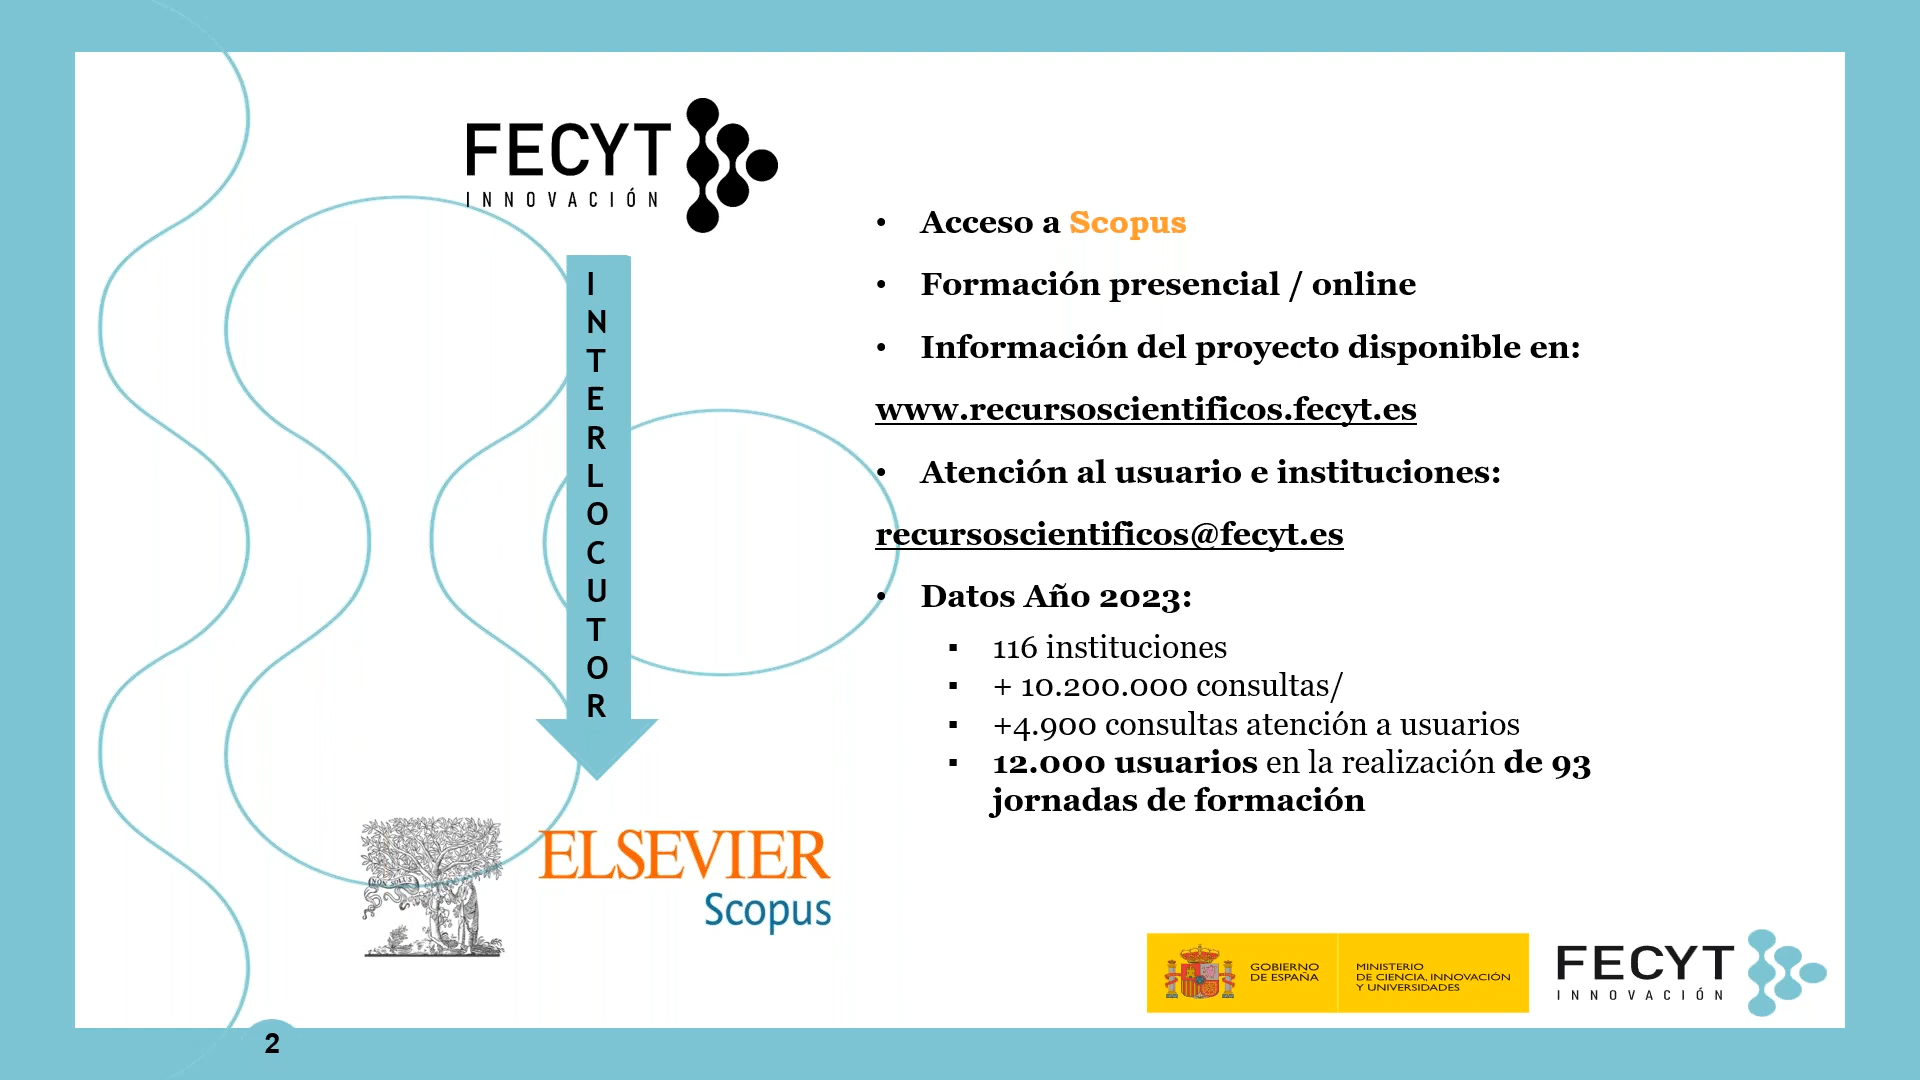 FECYT
INNOVACIÓN
I
N
T
E
R
L
O
C
U
T
O
R
NON SOLUS
ELSEVIER
Scopus
• Acceso a Scopus
• Formación presencial / online
• Información del proyecto disponible en:
www.recursoscientificos.fecyt.es
• Atención al usuario e instituciones:
recursoscientificos@fecyt.es
• Datos Año 2023:
▪ 116 instituciones
▪ + 10.200.000 consultas/
▪ +4.900 consultas atención a usuarios
▪ 12.000 usuarios en la realización de 93
jornadas de formación
GOBIERNO
DE ESPAÑA
MINISTERIO
DE CIENCIA, INNOVACIÓN
Y UNIVERSIDADES
FECYT
INNOVACIÓN
2